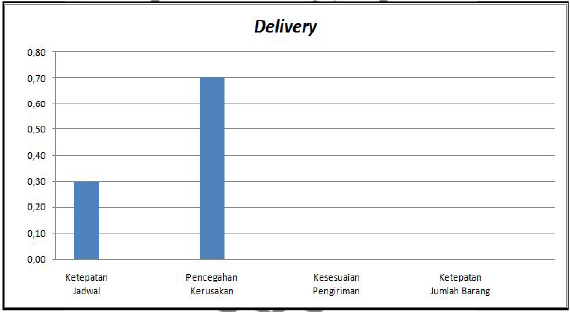 Delivery
0,80
0,70
0,60
0,50
0,40
0,30
0,20
0,10
0,00
Ketepatan Jadwal
Pencegahan Kerusakan
Kesesuaian Pengiriman
Ketepatan Jumlah Barang